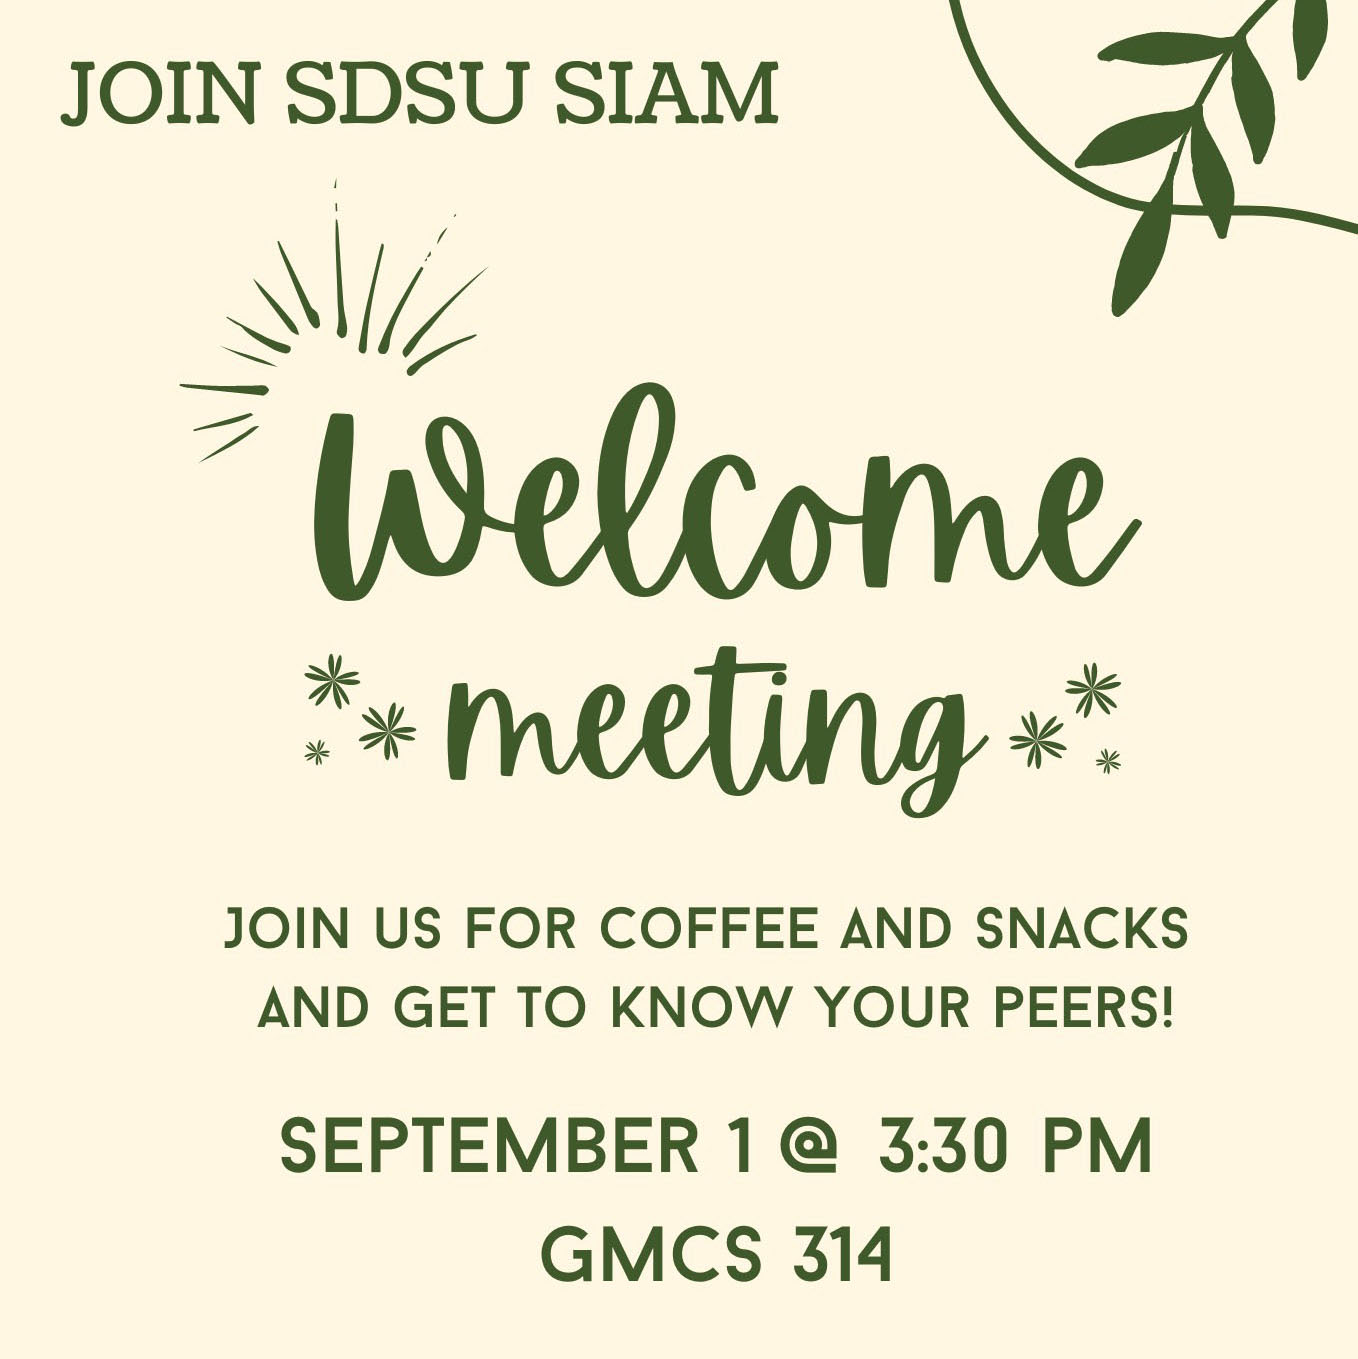 JOIN SDSU SIAM
Welcome
meeting
JOIN US FOR COFFEE AND SNACKS
AND GET TO KNOW YOUR PEERS!
SEPTEMBER 1 @ 3:30 PM
GMCS 314